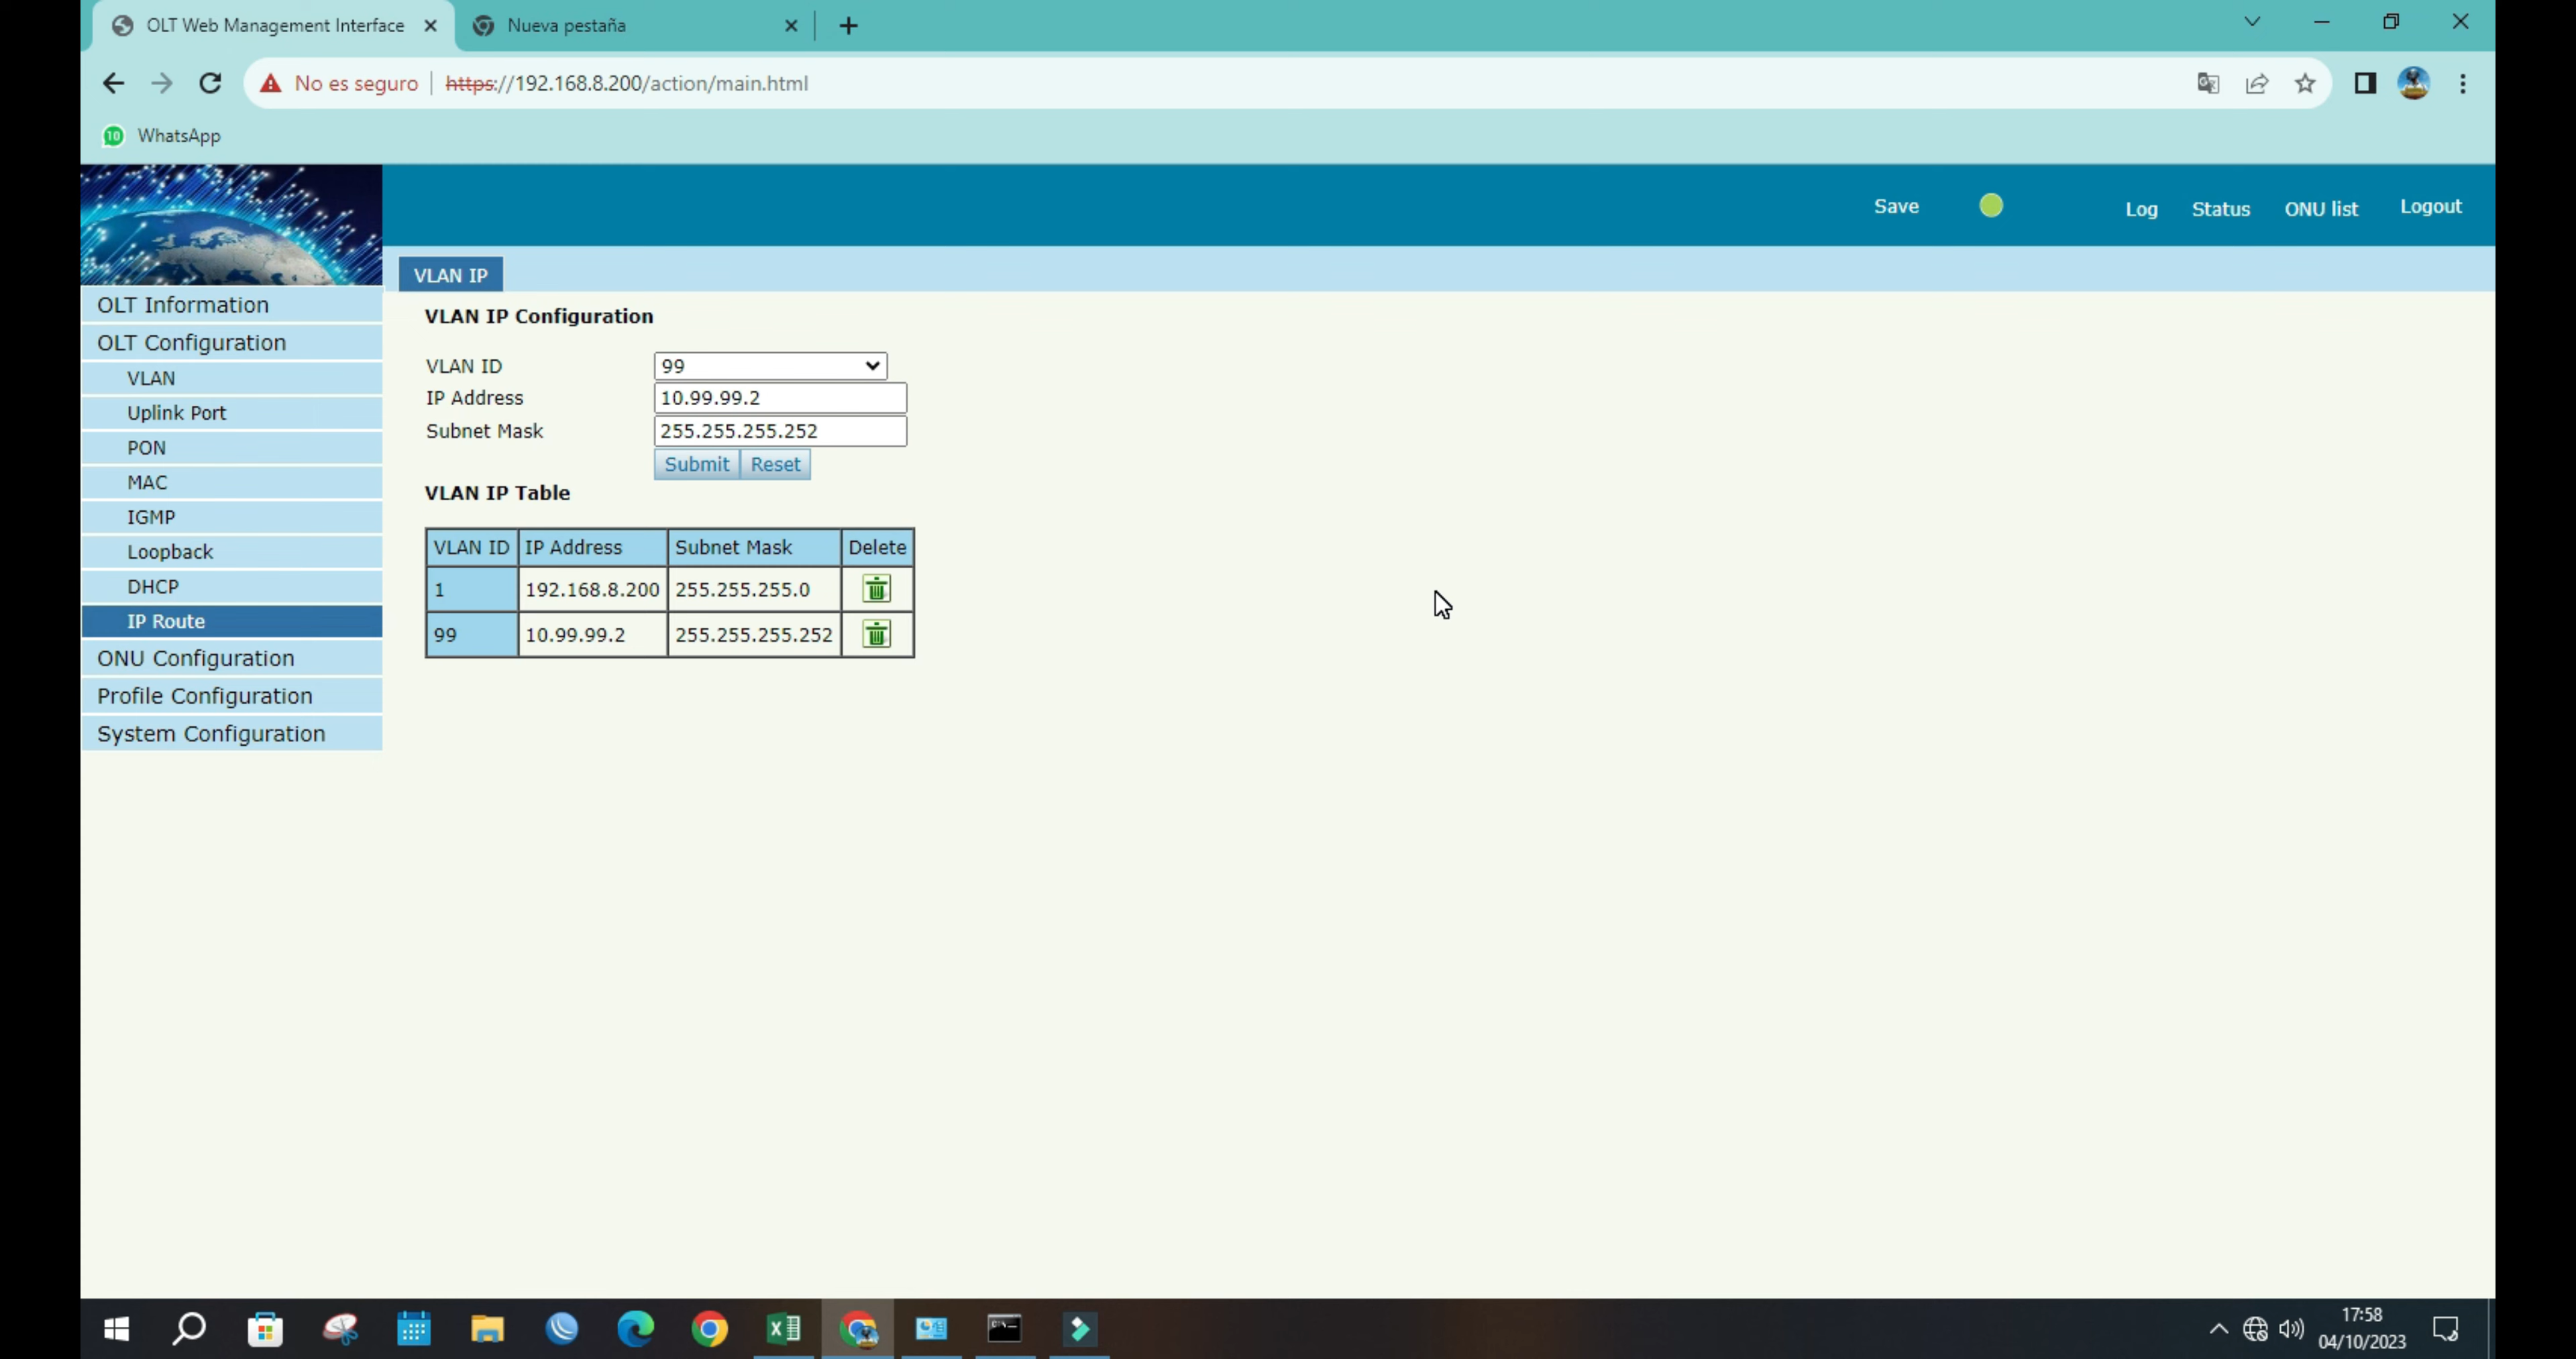 OLT Web Management Interface
Nueva pestaña
No es seguro
https://192.168.8.200/action/main.html
10
WhatsApp
Save
Log
Status
ONU list
Logout
VLAN IP
OLT Information
OLT Configuration
VLAN
Uplink Port
PON
MAC
IGMP
Loopback
DHCP
IP Route
ONU Configuration
Profile Configuration
System Configuration
VLAN IP Configuration
VLAN ID 99
IP Address 10.99.99.2
Subnet Mask 255.255.255.252
Submit Reset
VLAN IP Table
VLAN ID IP Address Subnet Mask Delete
1 192.168.8.200 255.255.255.0
99 10.99.99.2 255.255.255.252
17:58
04/10/2023